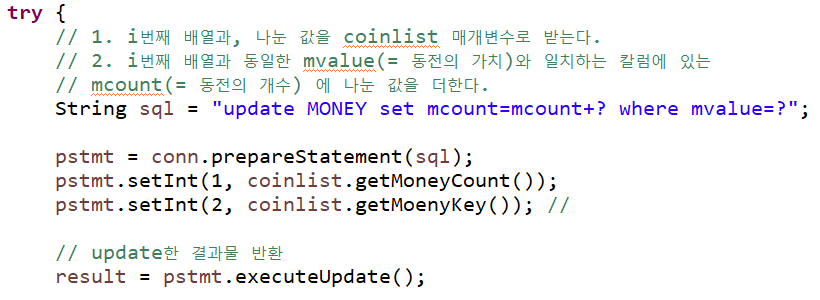 try {
// 1. i번째 배열과, 나눈 값을 coinlist 매개변수로 받는다.
// 2. i번째 배열과 동일한 mvalue(= 동전의 가치)와 일치하는 칼럼에 있는
// mcount(= 동전의 개수) 에 나눈 값을 더한다.
String sql = "update MONEY set mcount=mcount+? where mvalue=?";
pstmt = conn.prepareStatement(sql);
pstmt.setInt(1, coinlist.getMoneyCount());
pstmt.setInt(2, coinlist.getMoenyKey()); //
// update한 결과물 반환
result = pstmt.executeUpdate();